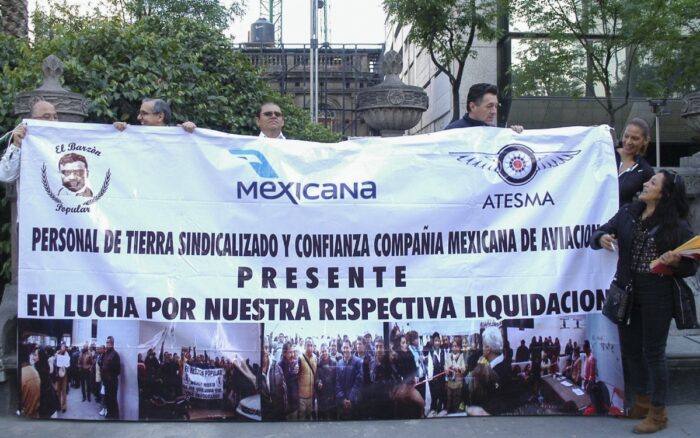 El Barzón
Popular
MEXICANA
ATESMA
PERSONAL DE TIERRA SINDICALIZADO Y CONFIANZA COMPAÑIA MEXICANA DE AVIACION
PRESENTE
EN LUCHA POR NUESTRA RESPECTIVA LIQUIDACION